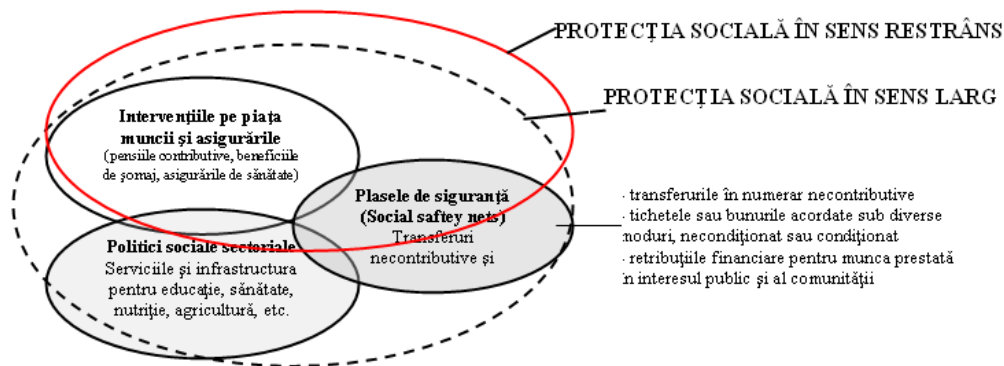 PROTECȚIA SOCIALĂ ÎN SENS RESTRÂNS
PROTECȚIA SOCIALĂ ÎN SENS LARG
Intervențiile pe piața
muncii și asigurările
(pensiile contributive, beneficiile
de șomaj, asigurările de sănătate)
Plasele de siguranță
(Social saftey nets)
Transferuri
necontributive și
Politici sociale sectoriale
Serviciile și infrastructura
pentru educație, sănătate,
nutriție, agricultură, etc.
- transferurile în numerar necontributive
- tichetele sau bunurile acordate sub diverse
moduri, necondiționat sau condiționat
- retribuțiile financiare pentru munca prestată
în interesul public și al comunității